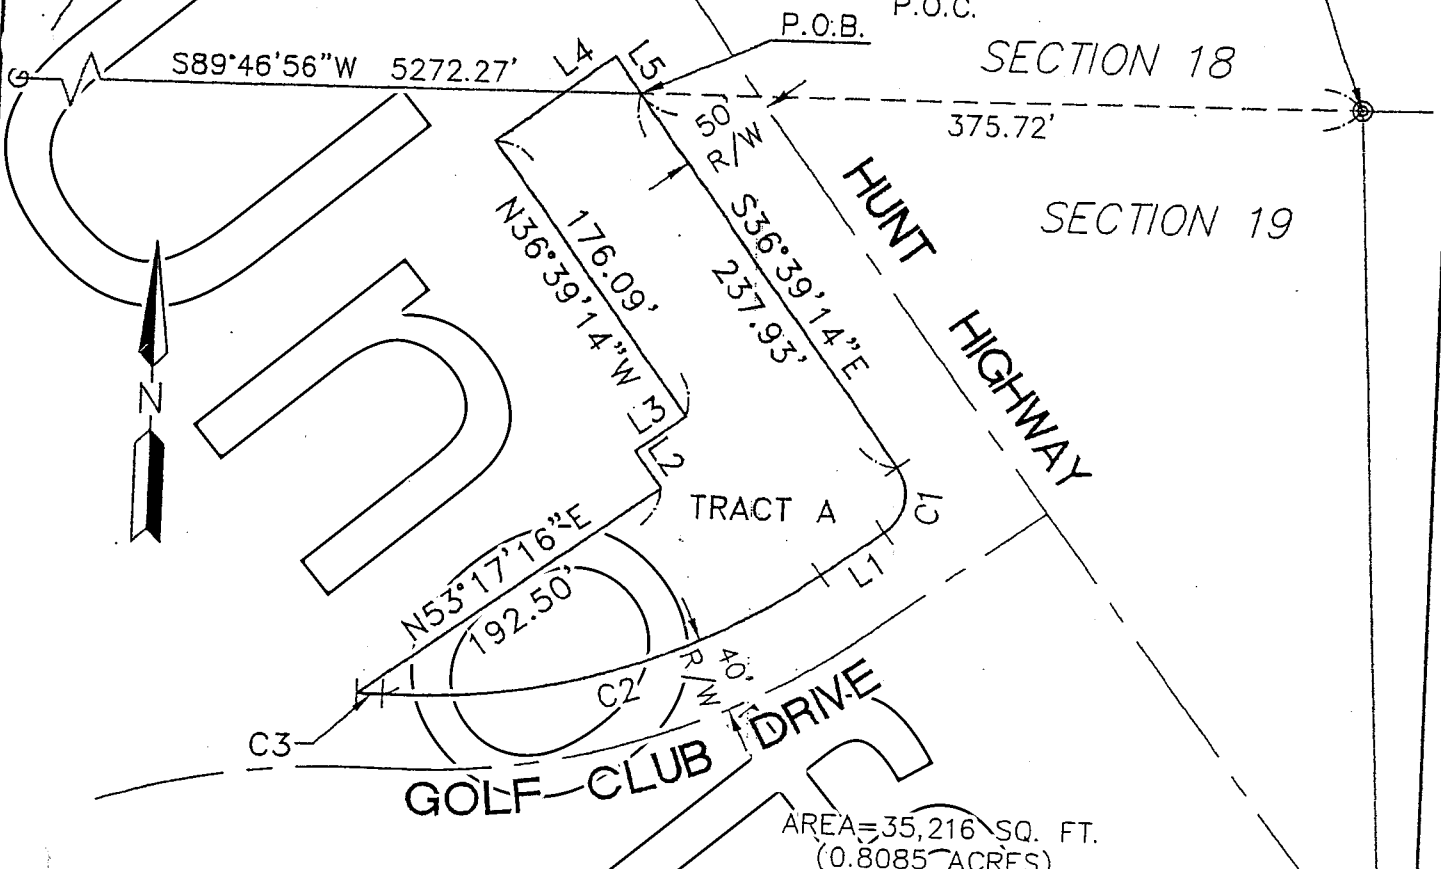 P.O.C.
P.O.B.
S89°46'56"W 5272.27'
L4
L5
SECTION 18
375.72'
50'
R/W
SECTION 19
HUNT HIGHWAY
S36°39'14"E
237.93'
176.09'
N36°39'14"W
N
L3
L2
TRACT A
C1
L1
N53°17'16"E
192.50'
40'
R/W
C2
C3
GOLF CLUB DRIVE
AREA=35,216 SQ. FT.
(0.8085 ACRES)